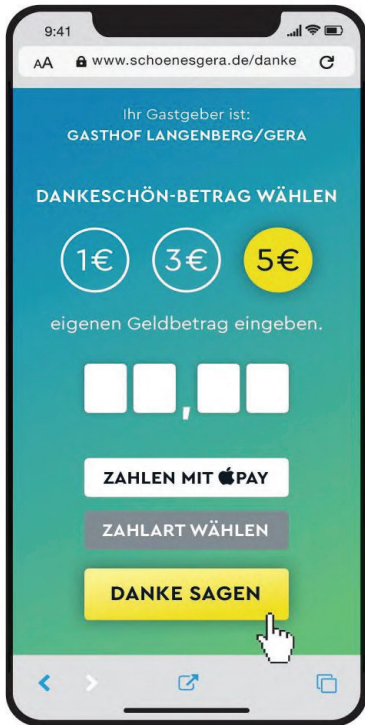 9:41
AA www.schoenesgera.de/danke
Ihr Gastgeber ist:
GASTHOF LANGENBERG/GERA
DANKESCHÖN-BETRAG WÄHLEN
1€ 3€ 5€
eigenen Geldbetrag eingeben.
,
ZAHLEN MIT PAY
ZAHLART WÄHLEN
DANKE SAGEN